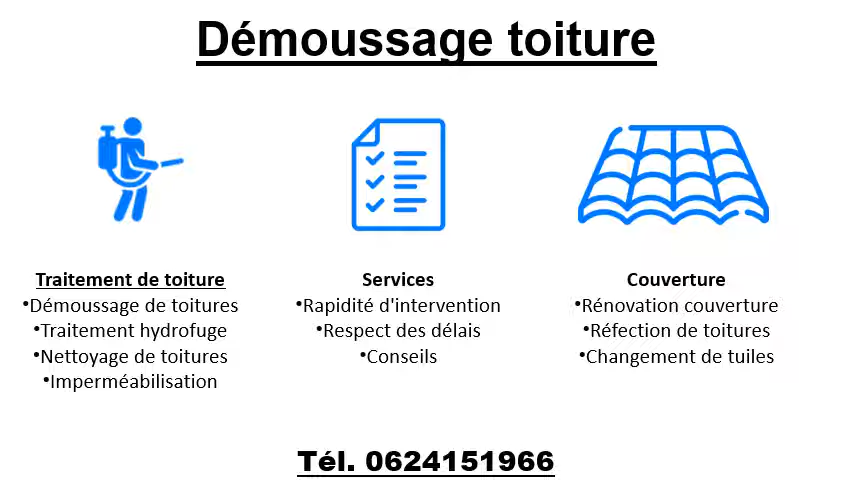 Démoussage toiture
Traitement de toiture
•Démoussage de toitures
•Traitement hydrofuge
•Nettoyage de toitures
•Imperméabilisation
Services
•Rapidité d'intervention
•Respect des délais
•Conseils
Couverture
•Rénovation couverture
•Réfection de toitures
•Changement de tuiles
Tél. 0624151966